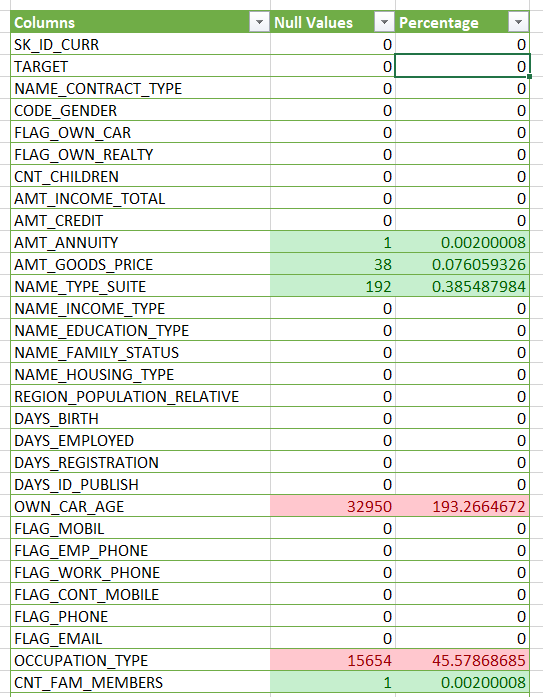 Columns Null Values Percentage
SK_ID_CURR 0 0
TARGET 0 0
NAME_CONTRACT_TYPE 0 0
CODE_GENDER 0 0
FLAG_OWN_CAR 0 0
FLAG_OWN_REALTY 0 0
CNT_CHILDREN 0 0
AMT_INCOME_TOTAL 0 0
AMT_CREDIT 0 0
AMT_ANNUITY 1 0.00200008
AMT_GOODS_PRICE 38 0.076059326
NAME_TYPE_SUITE 192 0.385487984
NAME_INCOME_TYPE 0 0
NAME_EDUCATION_TYPE 0 0
NAME_FAMILY_STATUS 0 0
NAME_HOUSING_TYPE 0 0
REGION_POPULATION_RELATIVE 0 0
DAYS_BIRTH 0 0
DAYS_EMPLOYED 0 0
DAYS_REGISTRATION 0 0
DAYS_ID_PUBLISH 0 0
OWN_CAR_AGE 32950 193.2664672
FLAG_MOBIL 0 0
FLAG_EMP_PHONE 0 0
FLAG_WORK_PHONE 0 0
FLAG_CONT_MOBILE 0 0
FLAG_PHONE 0 0
FLAG_EMAIL 0 0
OCCUPATION_TYPE 15654 45.57868685
CNT_FAM_MEMBERS 1 0.00200008